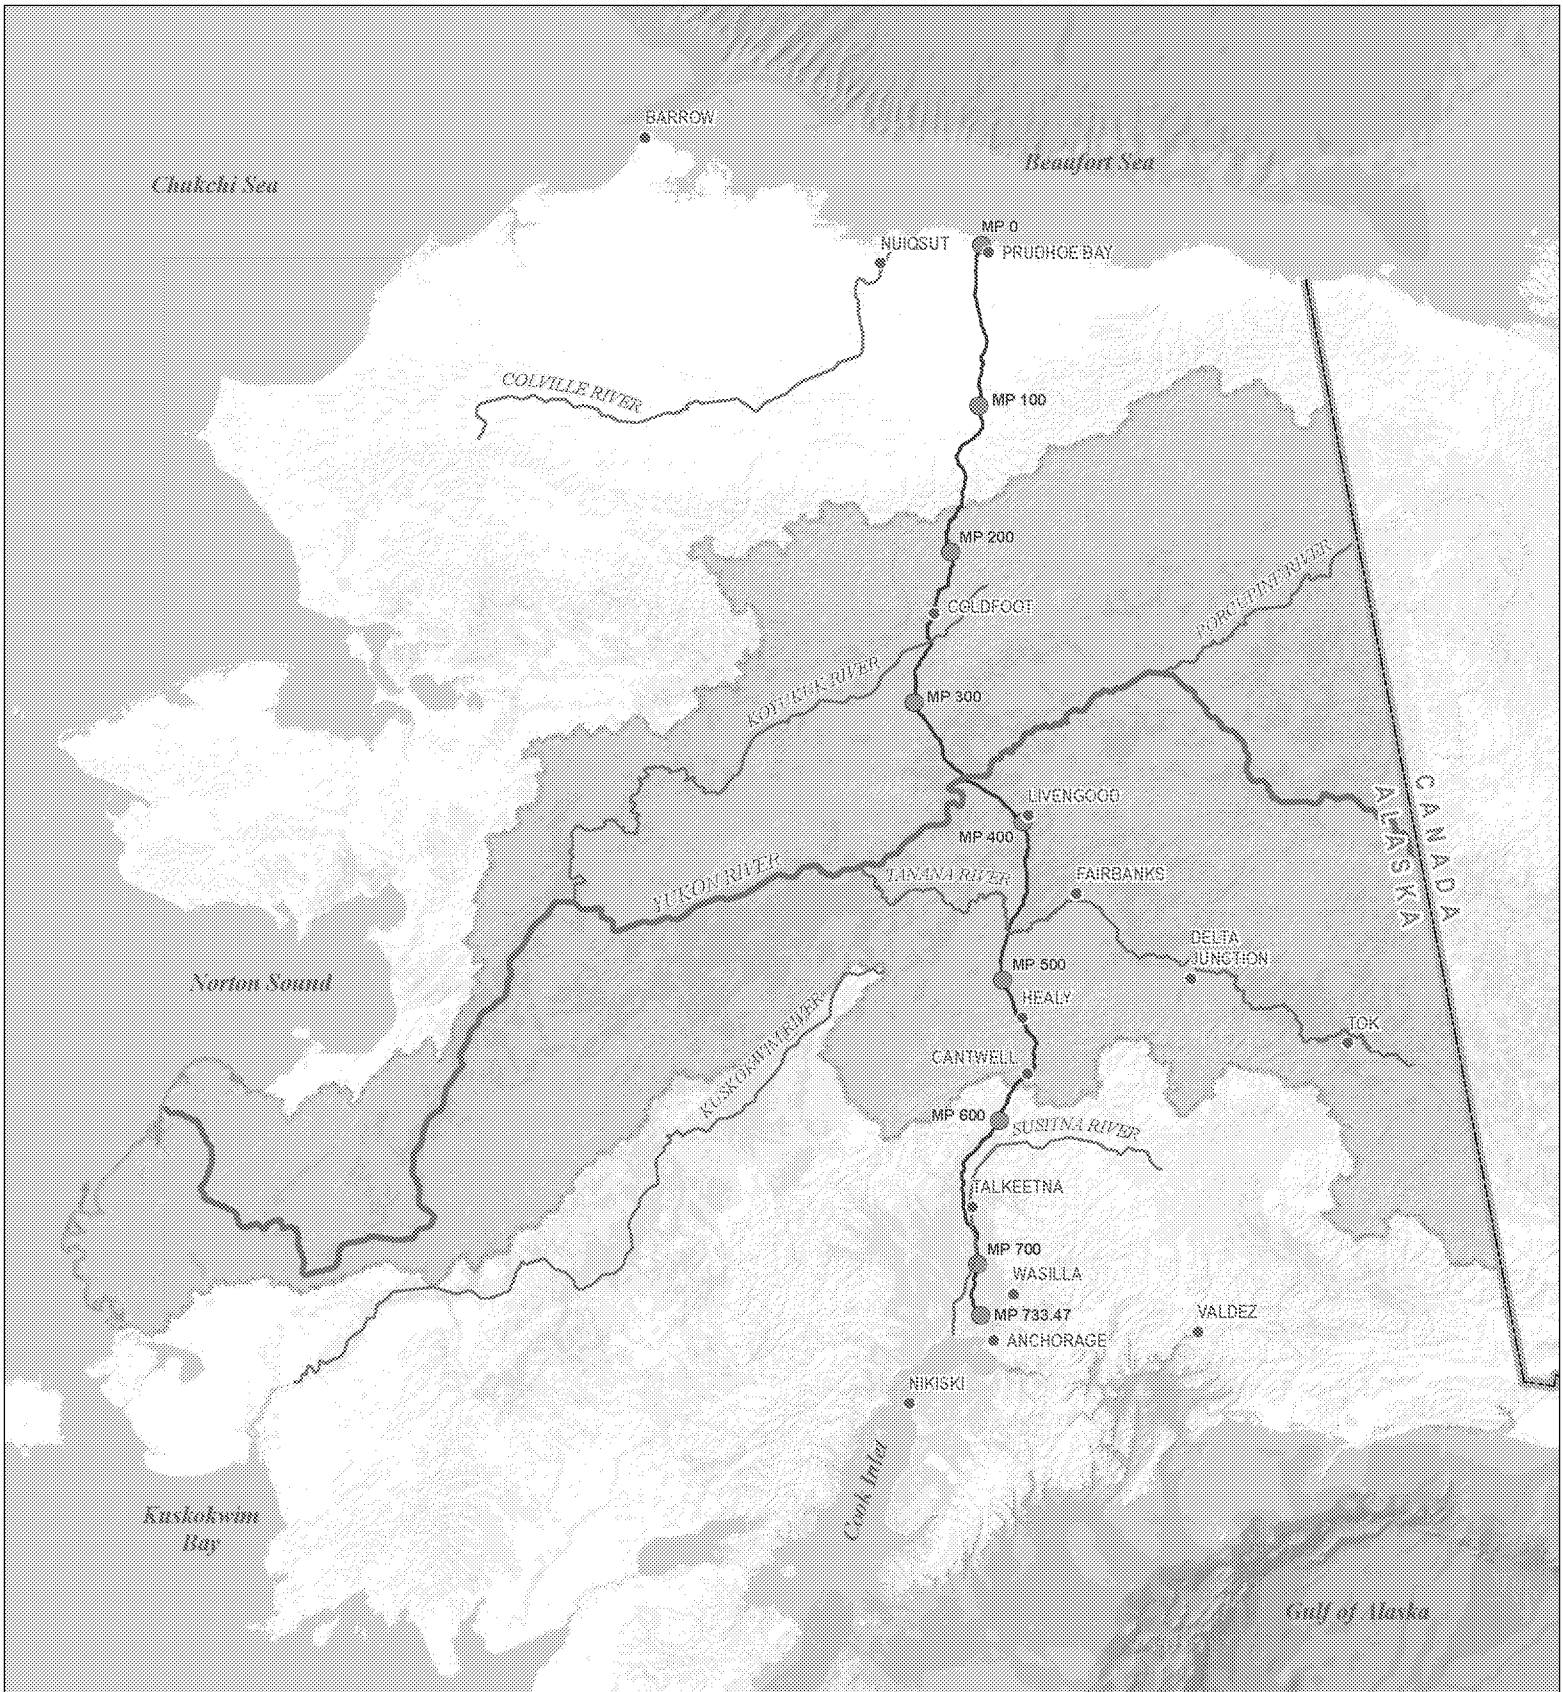 BARROW
Beaufort Sea
Chukchi Sea
MP 0
NUIQSUT
PRUDHOE BAY
COLVILLE RIVER
MP 100
MP 200
PORCUPINE RIVER
COLDFOOT
KOYUKUK RIVER
MP 300
LIVENGOOD
CANADA
ALASKA
MP 400
YUKON RIVER
TANANA RIVER
FAIRBANKS
DELTA
JUNCTION
MP 500
Norton Sound
HEALY
KUSKOKWIM RIVER
TOK
CANTWELL
MP 600
SUSITNA RIVER
TALKEETNA
MP 700
WASILLA
MP 733.47
VALDEZ
ANCHORAGE
NIKISKI
Cook Inlet
Kuskokwim
Bay
Gulf of Alaska